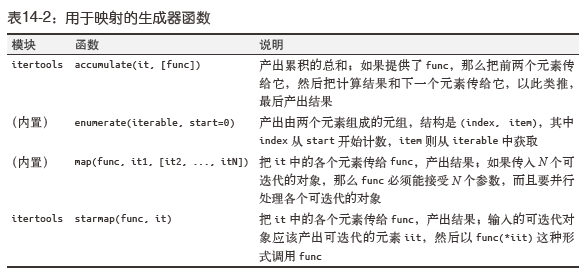 表14-2：用于映射的生成器函数
模块 函数 说明
itertools accumulate(it, [func]) 产出累积的总和；如果提供了 func，那么把前两个元素传
给它，然后把计算结果和下一个元素传给它，以此类推，
最后产出结果
（内置） enumerate(iterable, start=0) 产出由两个元素组成的元组，结构是 (index, item)，其中
index 从 start 开始计数，item 则从 iterable 中获取
（内置） map(func, it1, [it2, ..., itN]) 把 it 中的各个元素传给 func，产出结果；如果传入 N 个可
迭代的对象，那么 func 必须能接受 N 个参数，而且要并行
处理各个可迭代的对象
itertools starmap(func, it) 把 it 中的各个元素传给 func，产出结果；输入的可迭代对
象应该产出可迭代的元素 iit，然后以 func(*iit) 这种形
式调用 func